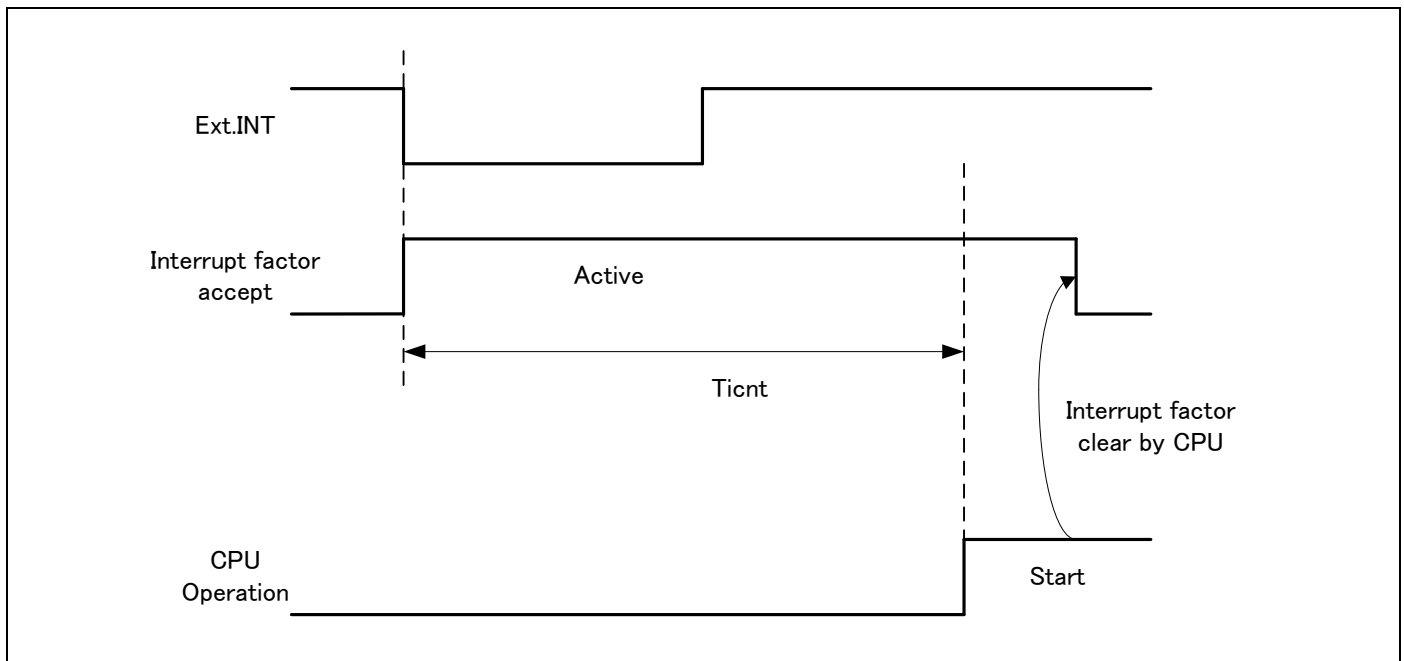 Ext.INT
Interrupt factor
accept
Active
Ticnt
Interrupt factor
clear by CPU
CPU
Operation
Start